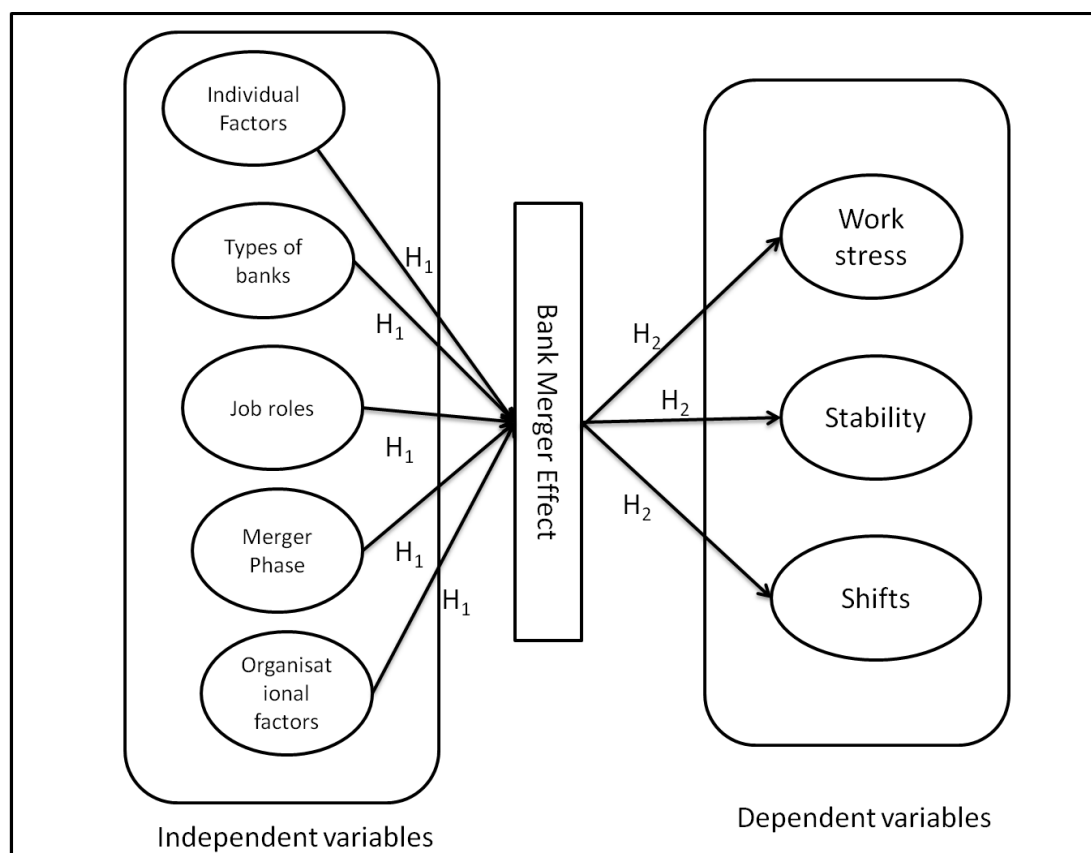 Individual
Factors
Types of
banks
Job roles
Merger
Phase
Organisat
ional
factors
H₁
H₁
H₁
H₁
H₁
Bank Merger Effect
H₂
H₂
H₂
Work
stress
Stability
Shifts
Independent variables
Dependent variables